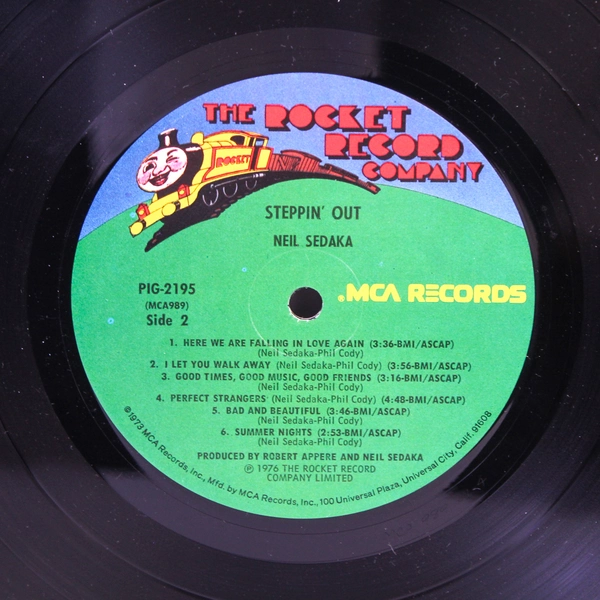 THE ROCKET
RECORD
COMPANY
ROCKET
STEPPIN' OUT
NEIL SEDAKA
PIG-2195
(MCA989)
Side 2
.MCA RECORDS
1. HERE WE ARE FALLING IN LOVE AGAIN (3:36-BMI/ASCAP)
(Neil Sedaka-Phil Cody)
2. I LET YOU WALK AWAY (Neil Sedaka-Phil Cody) (3:56-BMI/ASCAP)
3. GOOD TIMES, GOOD MUSIC, GOOD FRIENDS (3:16-BMI/ASCAP)
(Neil Sedaka-Phil Cody)
4. PERFECT STRANGERS (Neil Sedaka-Phil Cody) (4:48-BMI/ASCAP)
5. BAD AND BEAUTIFUL (3:46-BMI/ASCAP)
(Neil Sedaka-Phil Cody)
6. SUMMER NIGHTS (2:53-BMI/ASCAP)
(Neil Sedaka-Phil Cody)
PRODUCED BY ROBERT APPERE AND NEIL SEDAKA
℗ 1976 THE ROCKET RECORD
COMPANY LIMITED
©1973 MCA Records, Inc., Mfd. by MCA Records, Inc., 100 Universal Plaza, Universal City, Calif. 91608